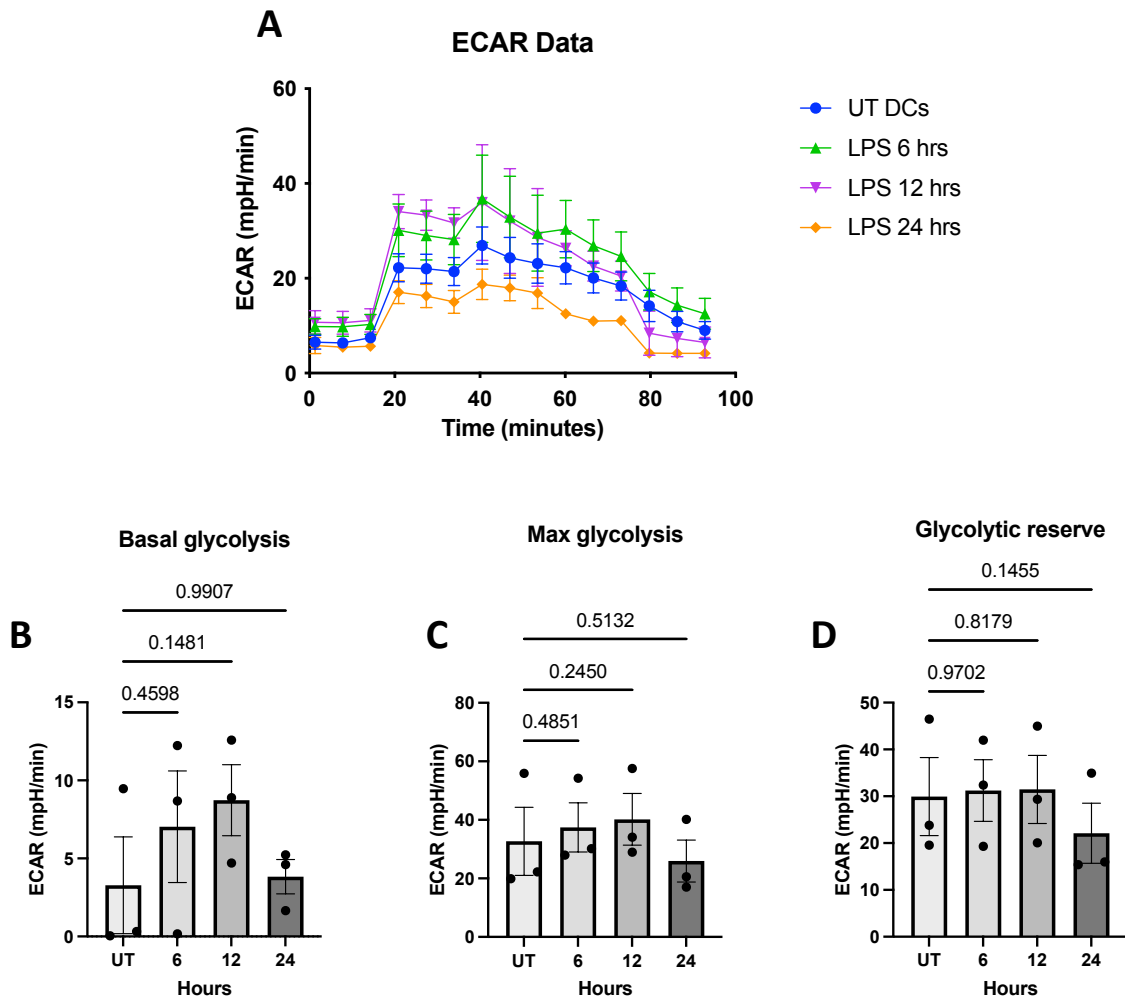 A
ECAR Data
ECAR (mpH/min)
60
40
20
0
0 20 40 60 80 100
Time (minutes)
UT DCs
LPS 6 hrs
LPS 12 hrs
LPS 24 hrs
B
Basal glycolysis
0.9907
0.1481
0.4598
ECAR (mpH/min)
15
10
5
0
UT 6 12 24
Hours
C
Max glycolysis
0.5132
0.2450
0.4851
ECAR (mpH/min)
80
60
40
20
0
UT 6 12 24
Hours
D
Glycolytic reserve
0.1455
0.8179
0.9702
ECAR (mpH/min)
50
40
30
20
10
0
UT 6 12 24
Hours